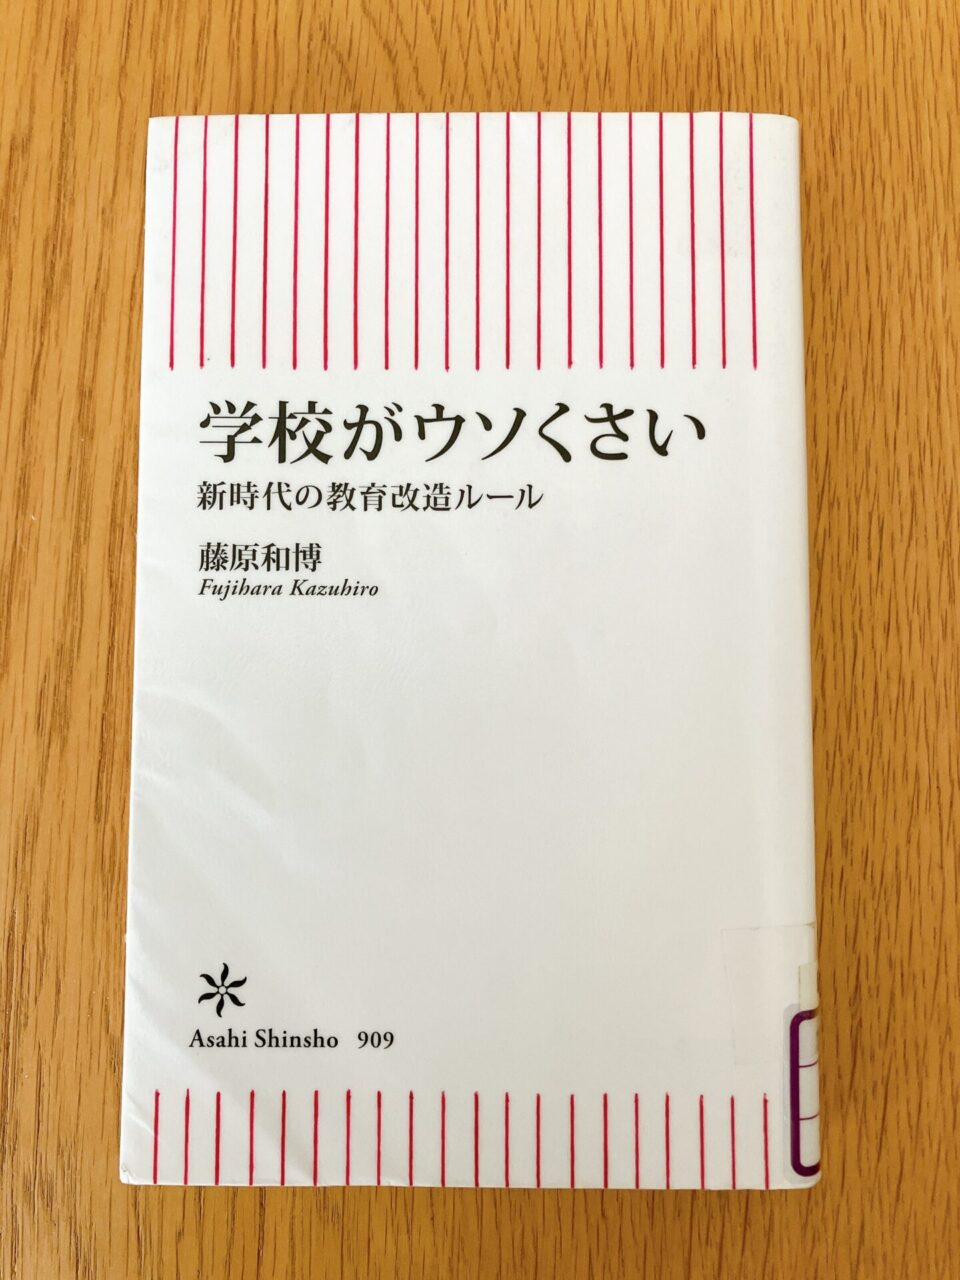 学校がウソくさい
新時代の教育改造ルール
藤原和博
Fujihara Kazuhiro
Asahi Shinsho 909